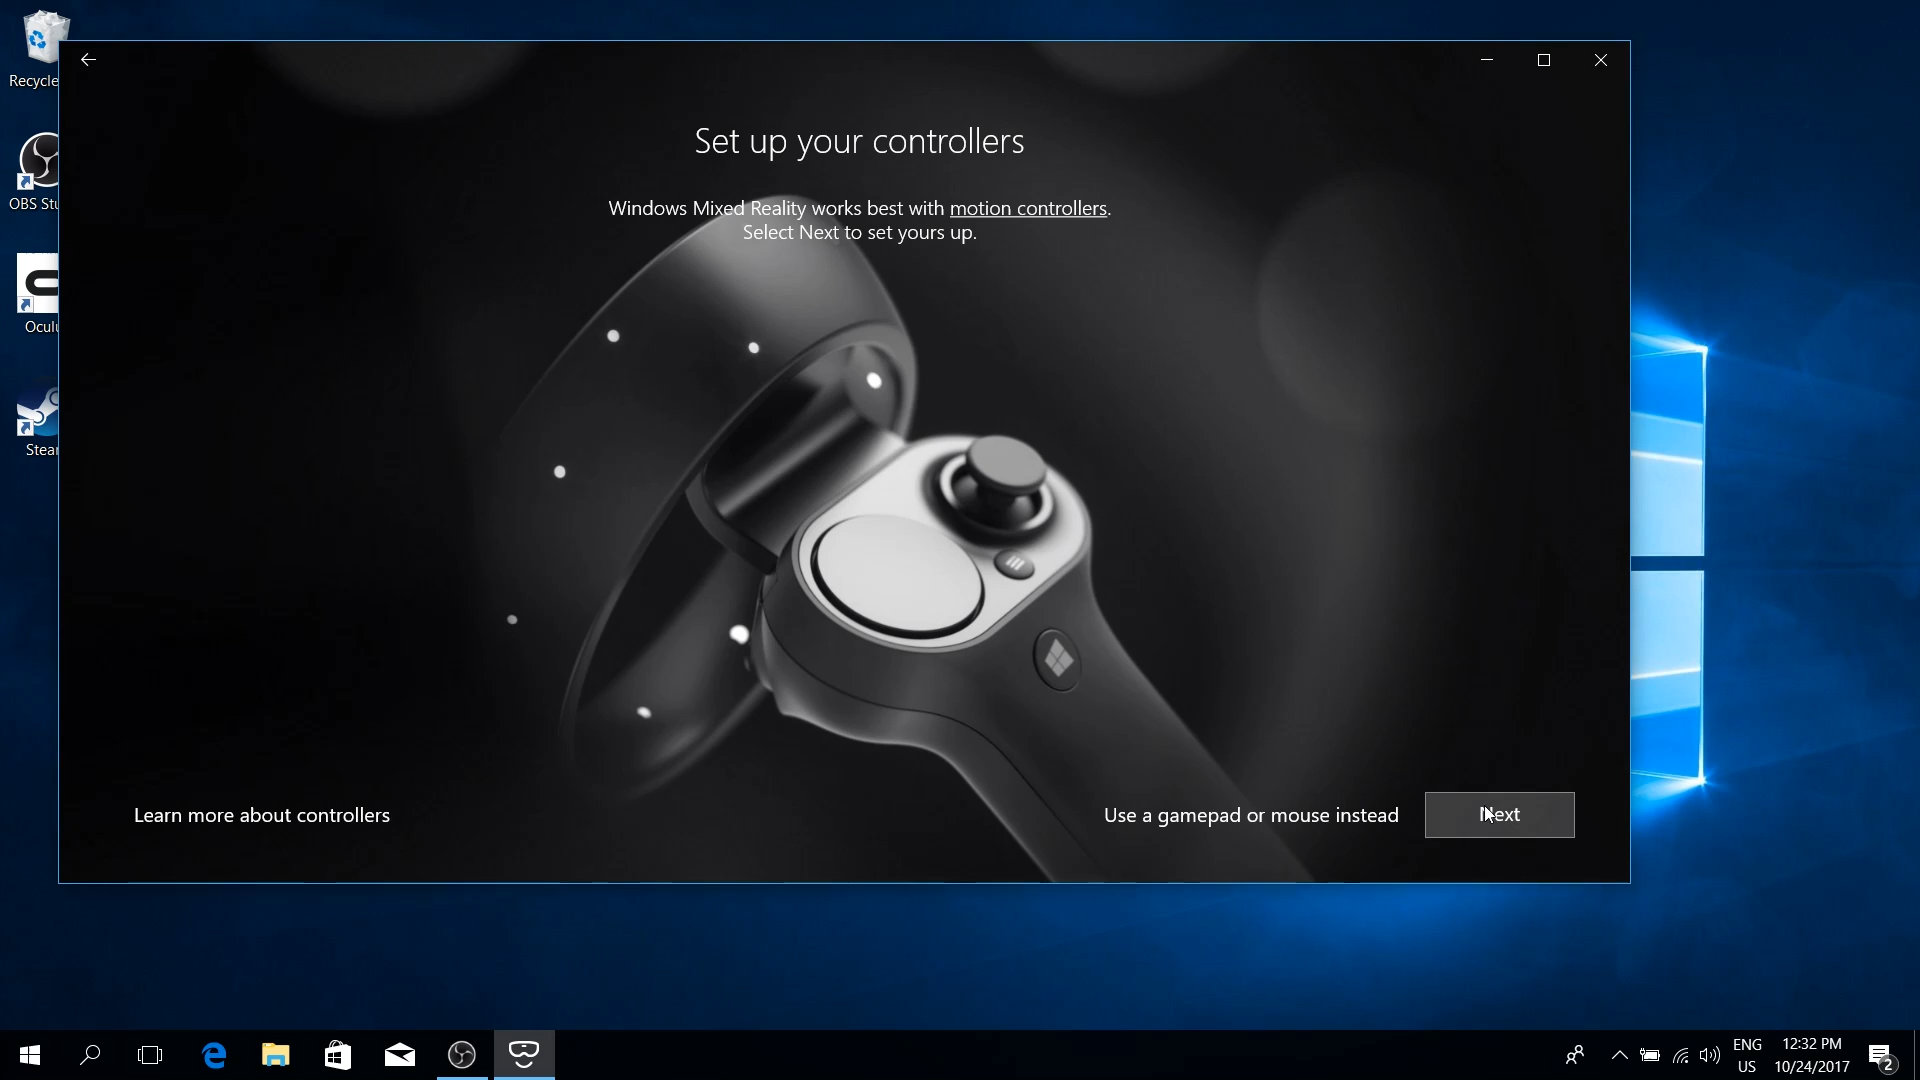 Recycle
OBS Stu
Ocul
Stea
Set up your controllers
Windows Mixed Reality works best with motion controllers.
Select Next to set yours up.
Learn more about controllers
Use a gamepad or mouse instead
Next
ENG
US
12:32 PM
10/24/2017
2